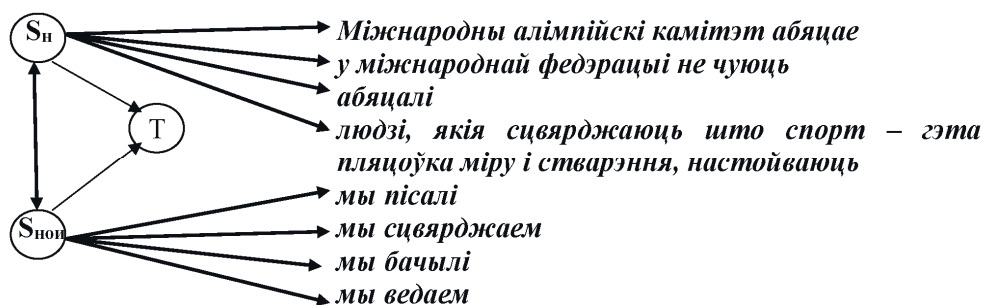 Sн
Міжнародны алімпійскі камітэт абяцае
у міжнароднай федэрацыі не чуюць
абяцалі
T
людзі, якія сцвярджаюць што спорт – гэта
пляцоўка міру і стварэння, настойваюць
мы пісалі
Sнои
мы сцвярджаем
мы бачылі
мы ведаем